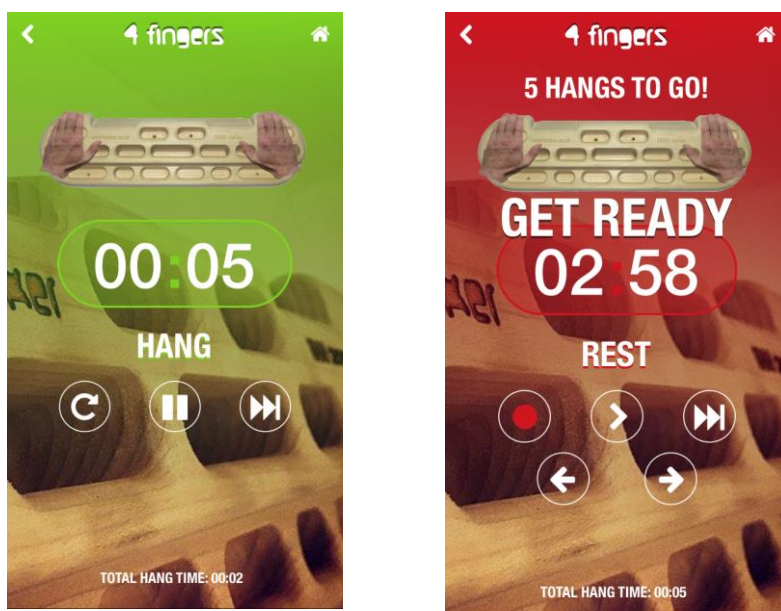 4 fingers
00:05
HANG
TOTAL HANG TIME: 00:02
4 fingers
5 HANGS TO GO!
GET READY
02:58
REST
TOTAL HANG TIME: 00:05